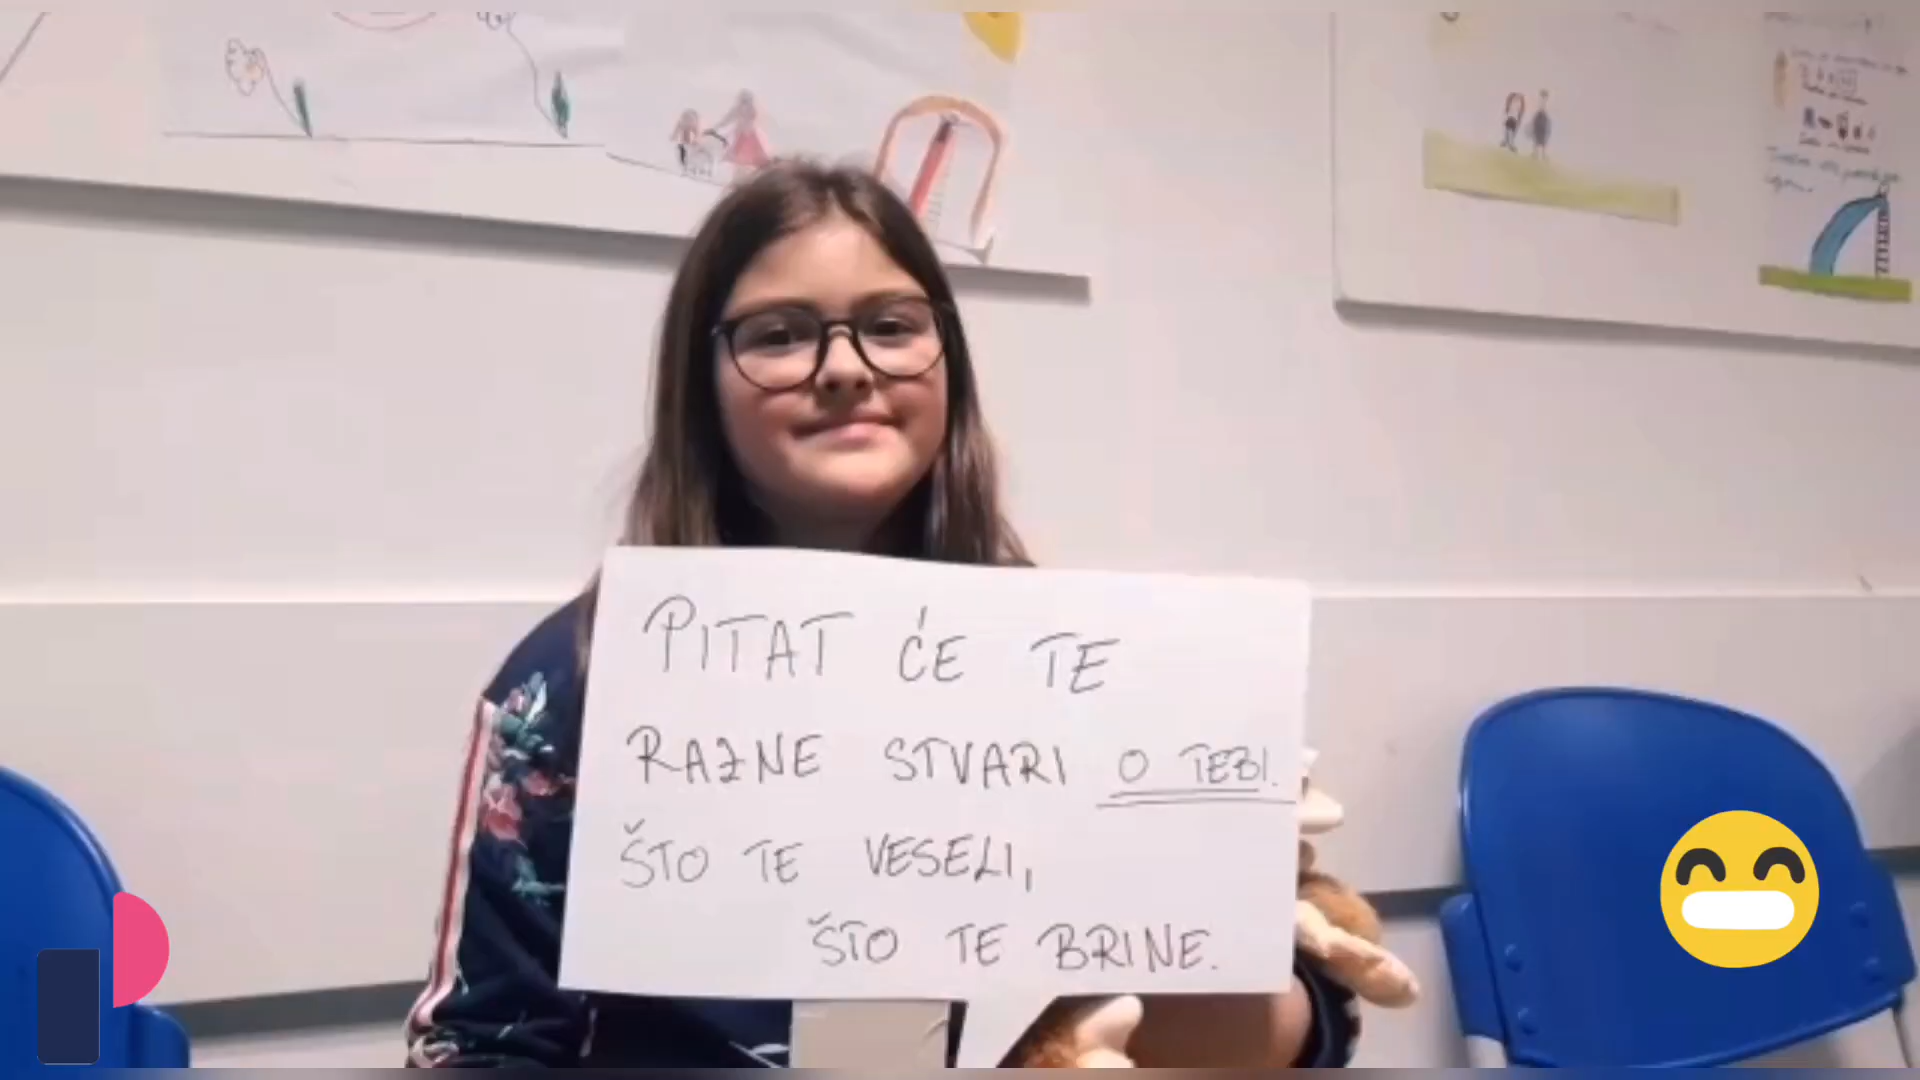 PITAT ĆE TE
RAZNE STVARI O TEBI.
ŠTO TE VESELI,
ŠTO TE BRINE.